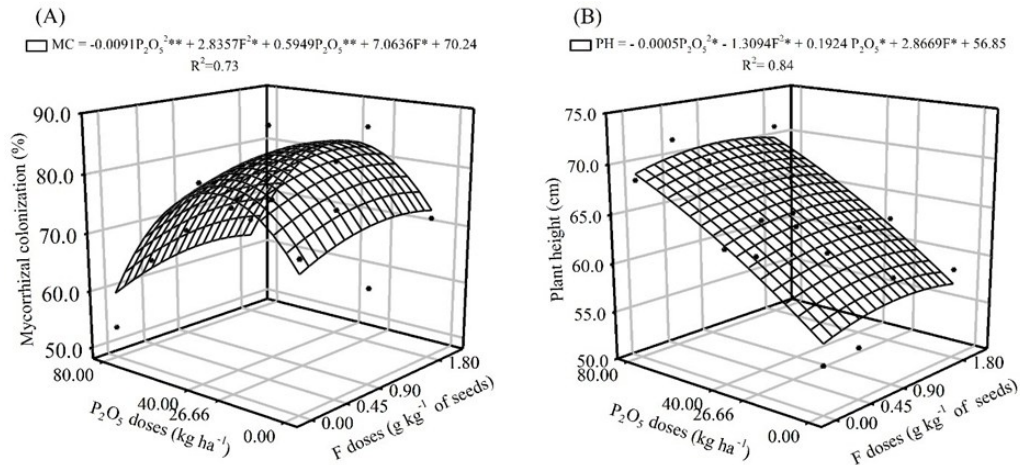 (A)
MC = -0.0091P₂O₅²** + 2.8357F²* + 0.5949P₂O₅** + 7.0636F* + 70.24
R²=0.73
90.0
80.0
70.0
60.0
50.0
Mycorrhizal colonization (%)
80.00
40.00
26.66
0.00
P₂O₅ doses (kg ha⁻¹)
0.00
0.45
0.90
1.80
F doses (g kg⁻¹ of seeds)
(B)
PH = - 0.0005P₂O₅²* - 1.3094F²* + 0.1924 P₂O₅* + 2.8669F* + 56.85
R²= 0.84
75.0
70.0
65.0
60.0
55.0
50.0
Plant height (cm)
80.00
40.00
26.66
0.00
P₂O₅ doses (kg ha⁻¹)
0.00
0.45
0.90
1.80
F doses (g kg⁻¹ of seeds)